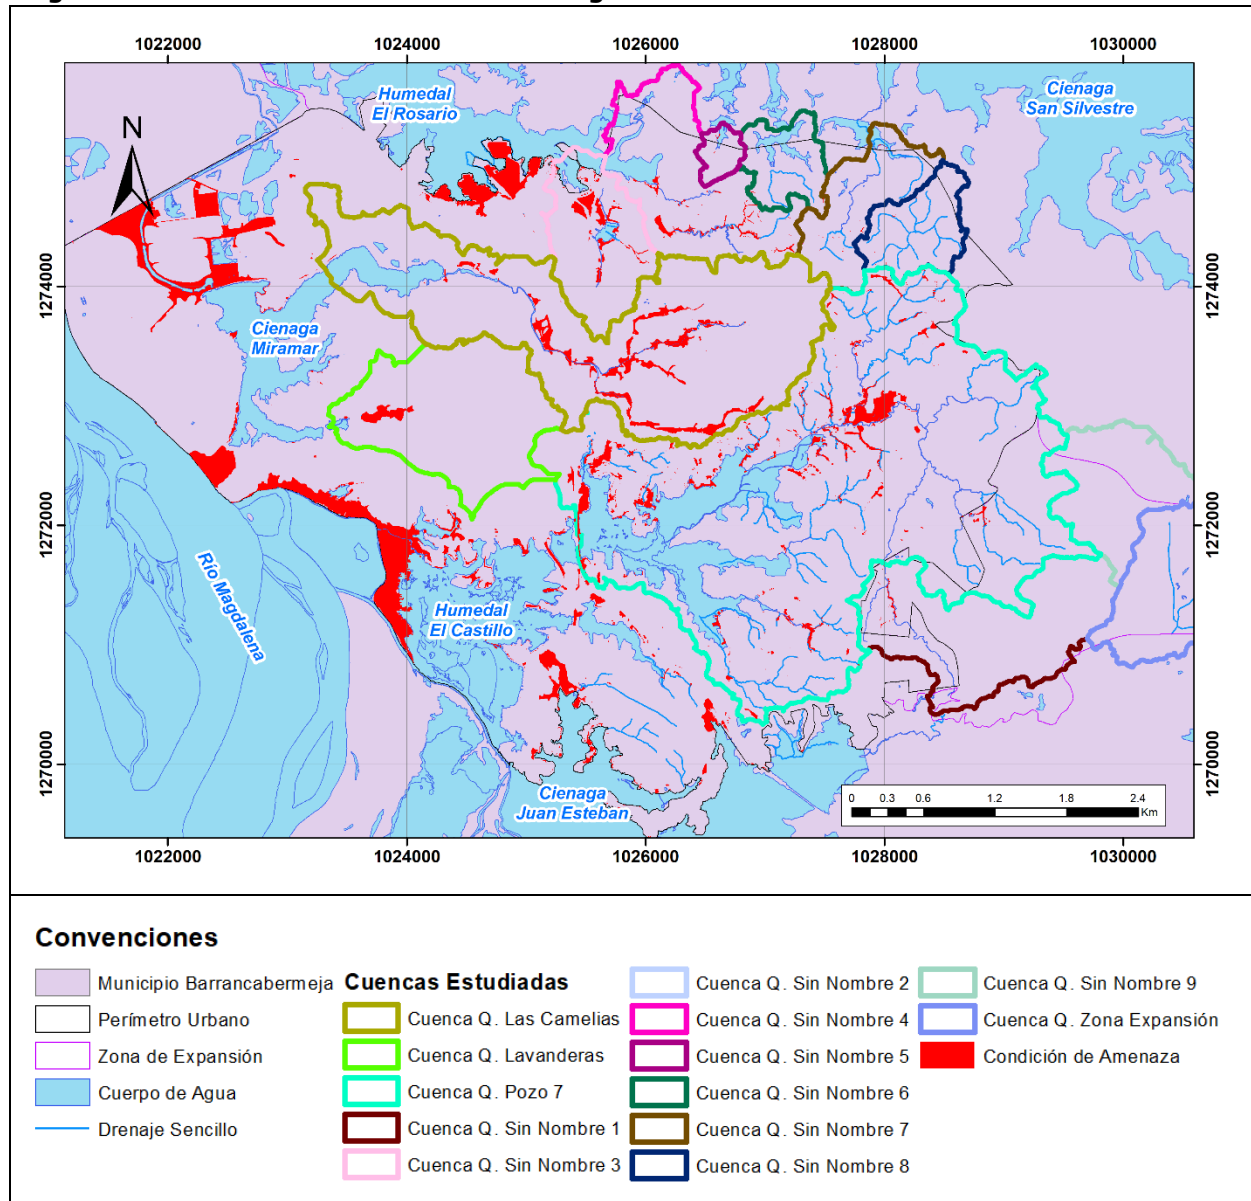 1022000 1024000 1026000 1028000 1030000
Humedal
El Rosario
Cienaga
San Silvestre
N
1274000 1274000
Cienaga
Miramar
1272000 1272000
Río Magdalena
Humedal
El Castillo
1270000 1270000
Cienaga
Juan Esteban
0 0.3 0.6 1.2 1.8 2.4
Km
1022000 1024000 1026000 1028000 1030000
Convenciones
Municipio Barrancabermeja
Perímetro Urbano
Zona de Expansión
Cuerpo de Agua
Drenaje Sencillo
Cuencas Estudiadas
Cuenca Q. Las Camelias
Cuenca Q. Lavanderas
Cuenca Q. Pozo 7
Cuenca Q. Sin Nombre 1
Cuenca Q. Sin Nombre 3
Cuenca Q. Sin Nombre 2
Cuenca Q. Sin Nombre 4
Cuenca Q. Sin Nombre 5
Cuenca Q. Sin Nombre 6
Cuenca Q. Sin Nombre 7
Cuenca Q. Sin Nombre 8
Cuenca Q. Sin Nombre 9
Cuenca Q. Zona Expansión
Condición de Amenaza